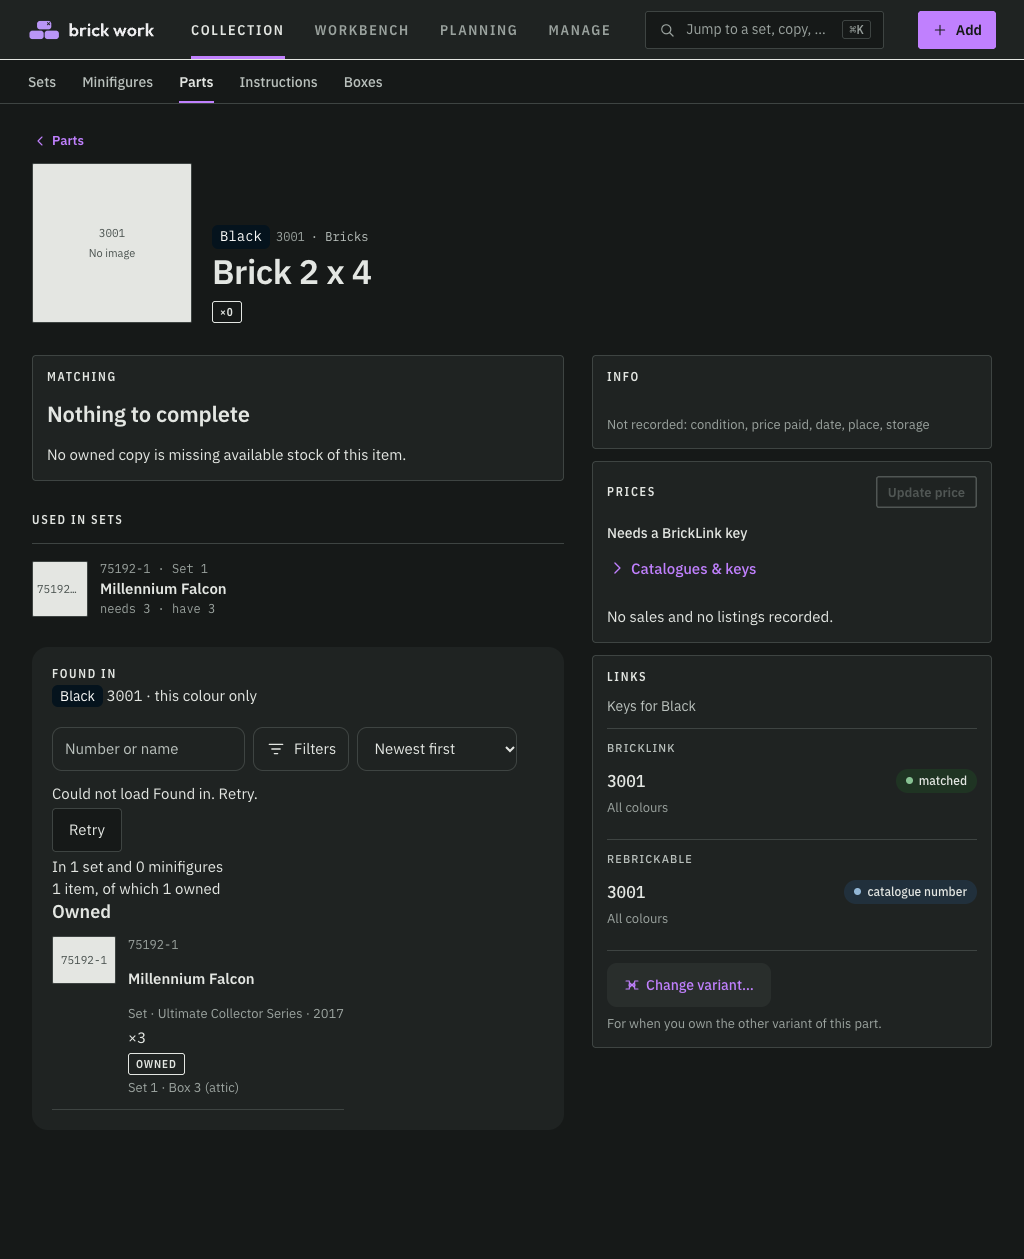 brick work
COLLECTION
WORKBENCH
PLANNING
MANAGE
Jump to a set, copy, ...
⌘K
+ Add
Sets
Minifigures
Parts
Instructions
Boxes
Parts
3001
No image
Black 3001 · Bricks
Brick 2 x 4
×0
MATCHING
Nothing to complete
No owned copy is missing available stock of this item.
USED IN SETS
75192…
75192-1 · Set 1
Millennium Falcon
needs 3 · have 3
FOUND IN
Black 3001 · this colour only
Number or name
Filters
Newest first
Could not load Found in. Retry.
Retry
In 1 set and 0 minifigures
1 item, of which 1 owned
Owned
75192-1
75192-1
Millennium Falcon
Set · Ultimate Collector Series · 2017
×3
OWNED
Set 1 · Box 3 (attic)
INFO
Not recorded: condition, price paid, date, place, storage
PRICES
Update price
Needs a BrickLink key
Catalogues & keys
No sales and no listings recorded.
LINKS
Keys for Black
BRICKLINK
3001
matched
All colours
REBRICKABLE
3001
catalogue number
All colours
Change variant…
For when you own the other variant of this part.